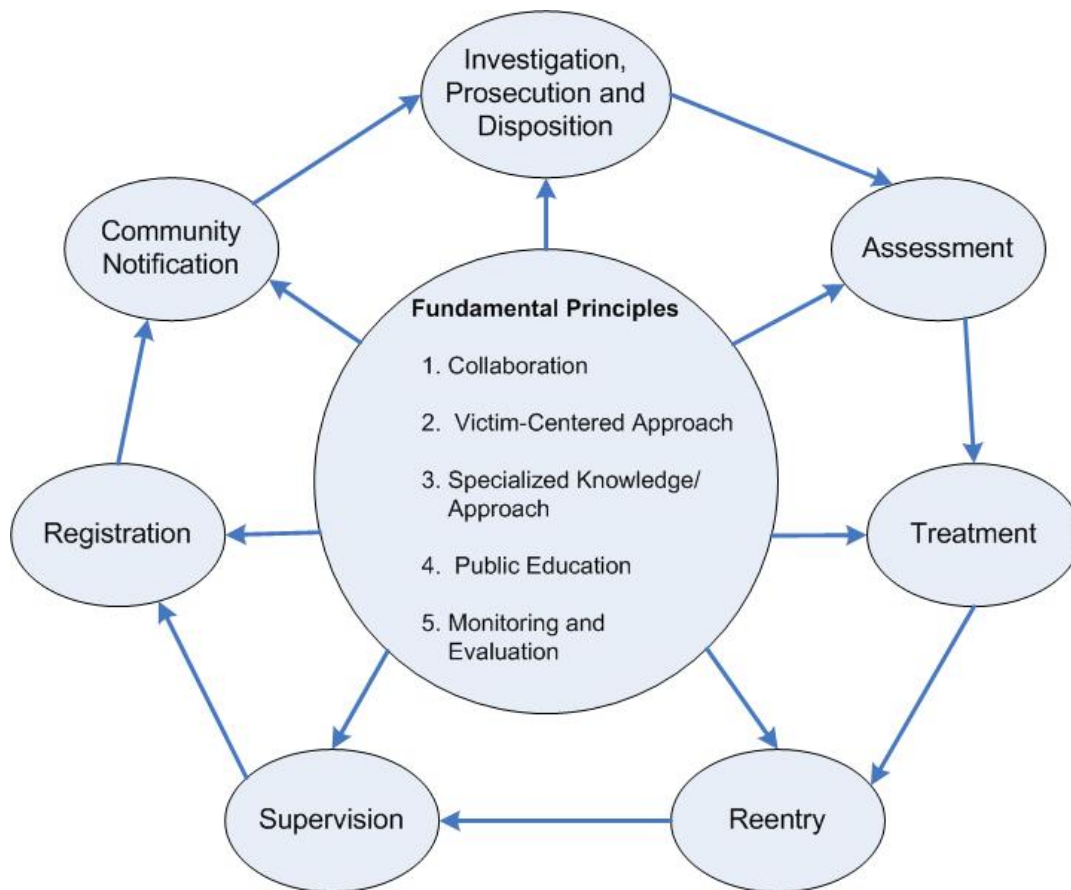 Investigation,
Prosecution and
Disposition
Community
Notification
Assessment
Fundamental Principles
1. Collaboration
2. Victim-Centered Approach
3. Specialized Knowledge/
Approach
4. Public Education
5. Monitoring and
Evaluation
Registration
Treatment
Supervision
Reentry